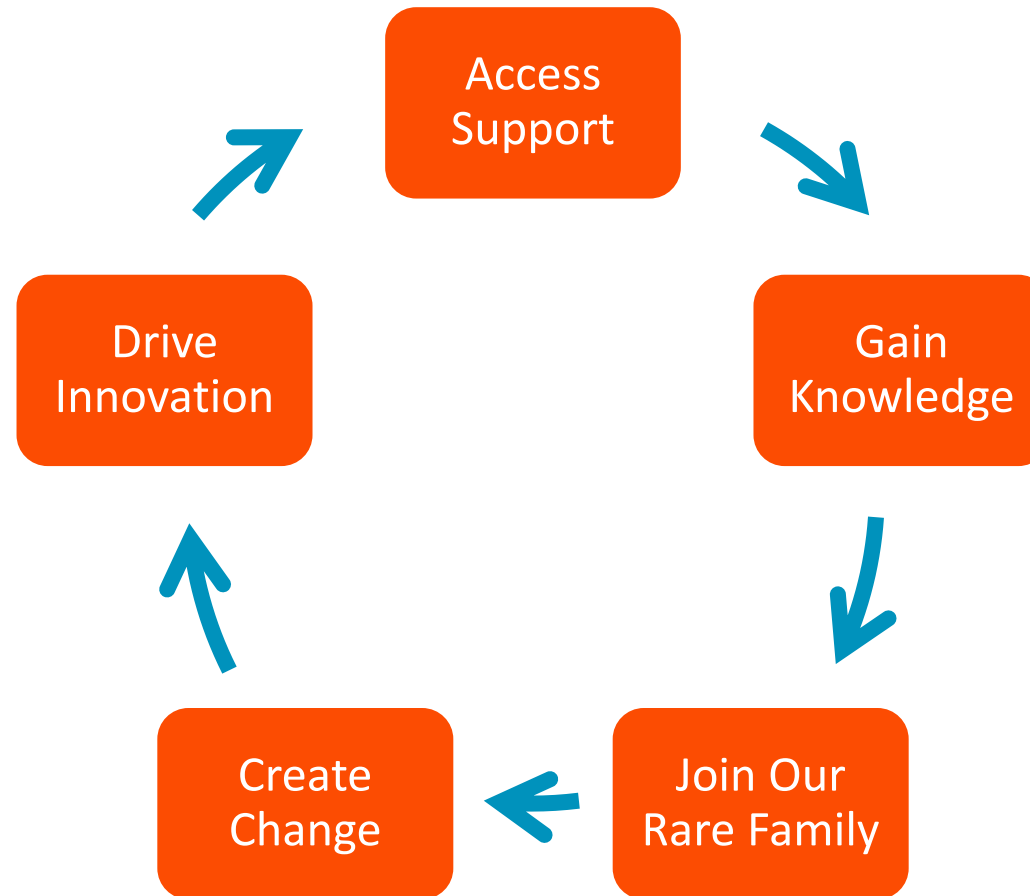 Access
Support
Gain
Knowledge
Join Our
Rare Family
Create
Change
Drive
Innovation